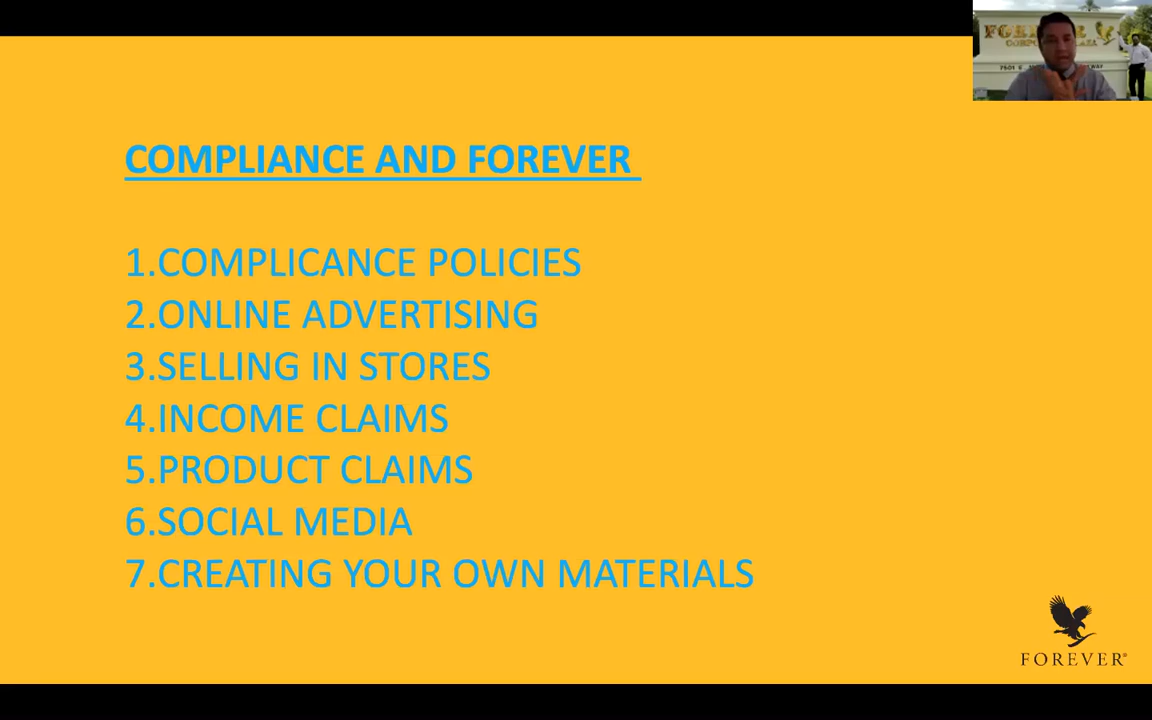 COMPLIANCE AND FOREVER
1.COMPLICANCE POLICIES
2.ONLINE ADVERTISING
3.SELLING IN STORES
4.INCOME CLAIMS
5.PRODUCT CLAIMS
6.SOCIAL MEDIA
7.CREATING YOUR OWN MATERIALS
FOREVER®